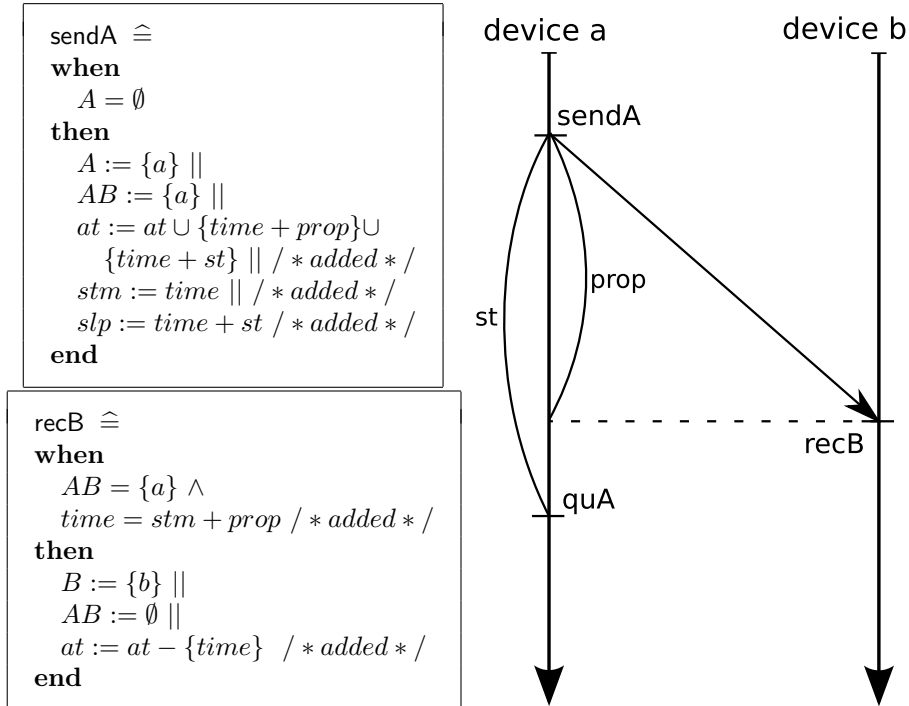 sendA ≙
when
A = ∅
then
A := {a} ||
AB := {a} ||
at := at ∪ {time + prop}∪
{time + st} || / * added * /
stm := time || / * added * /
slp := time + st / * added * /
end
recB ≙
when
AB = {a} ∧
time = stm + prop / * added * /
then
B := {b} ||
AB := ∅ ||
at := at − {time} / * added * /
end
device a
device b
sendA
prop
st
recB
quA